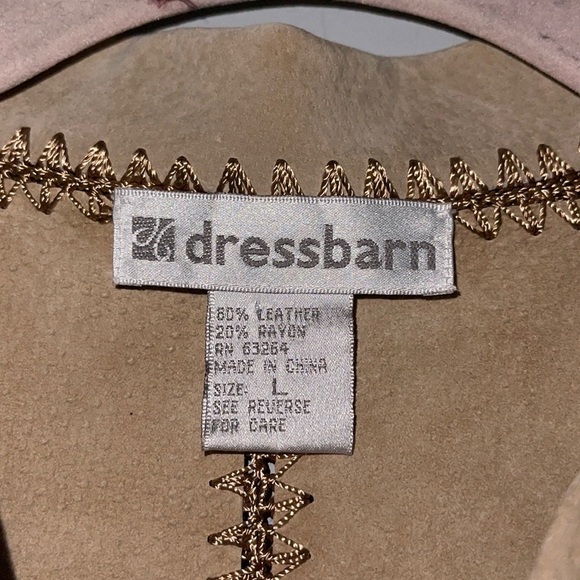 dressbarn
80% LEATHER
20% RAYON
RN 63264
MADE IN CHINA
SIZE: L
SEE REVERSE
FOR CARE